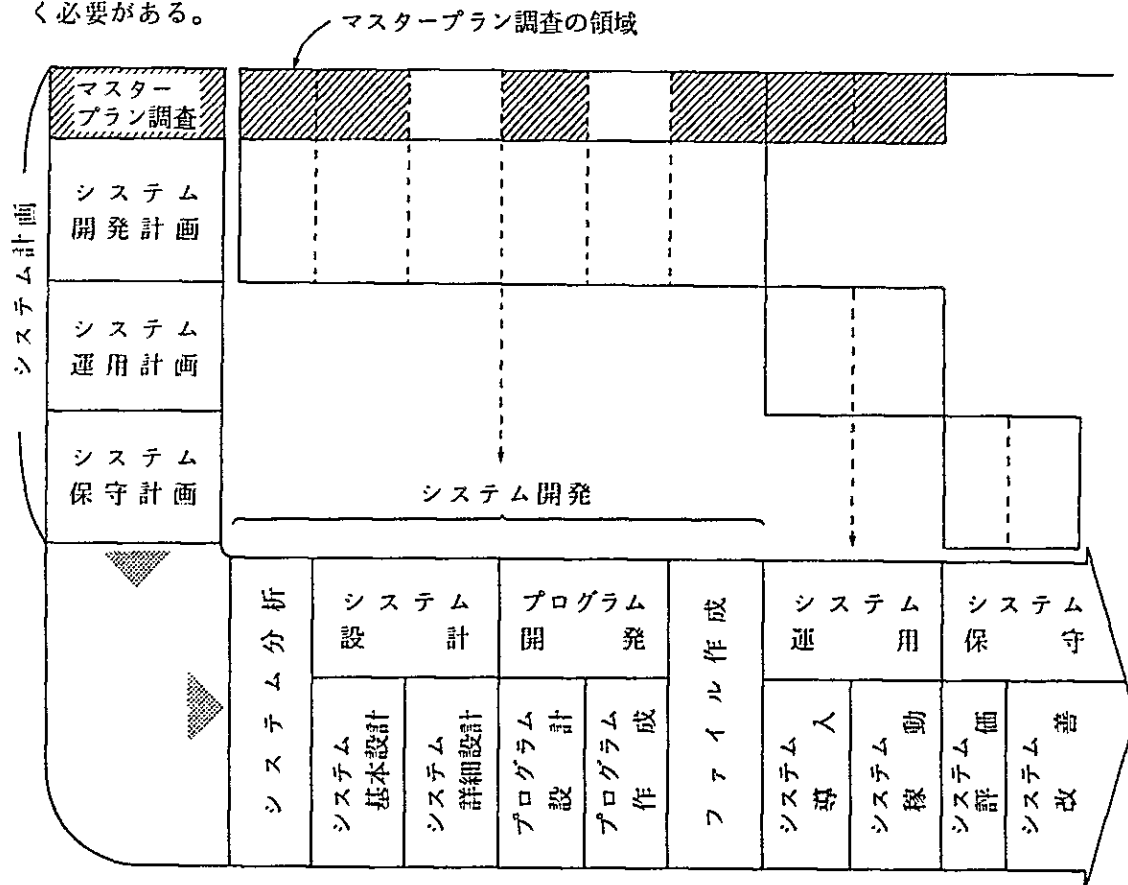 く必要がある。
マスタープラン調査の領域
マスター
プラン調査
システム
開発計画
システム
運用計画
システム
保守計画
システム計画
システム開発
システム分析
システム
設計
プログラム
開発
ファイル作成
システム
運用
システム
保守
システム
基本設計
システム
詳細設計
プログラム
設計
プログラム
作成
システム
導入
システム
稼動
システム
評価
システム
改善